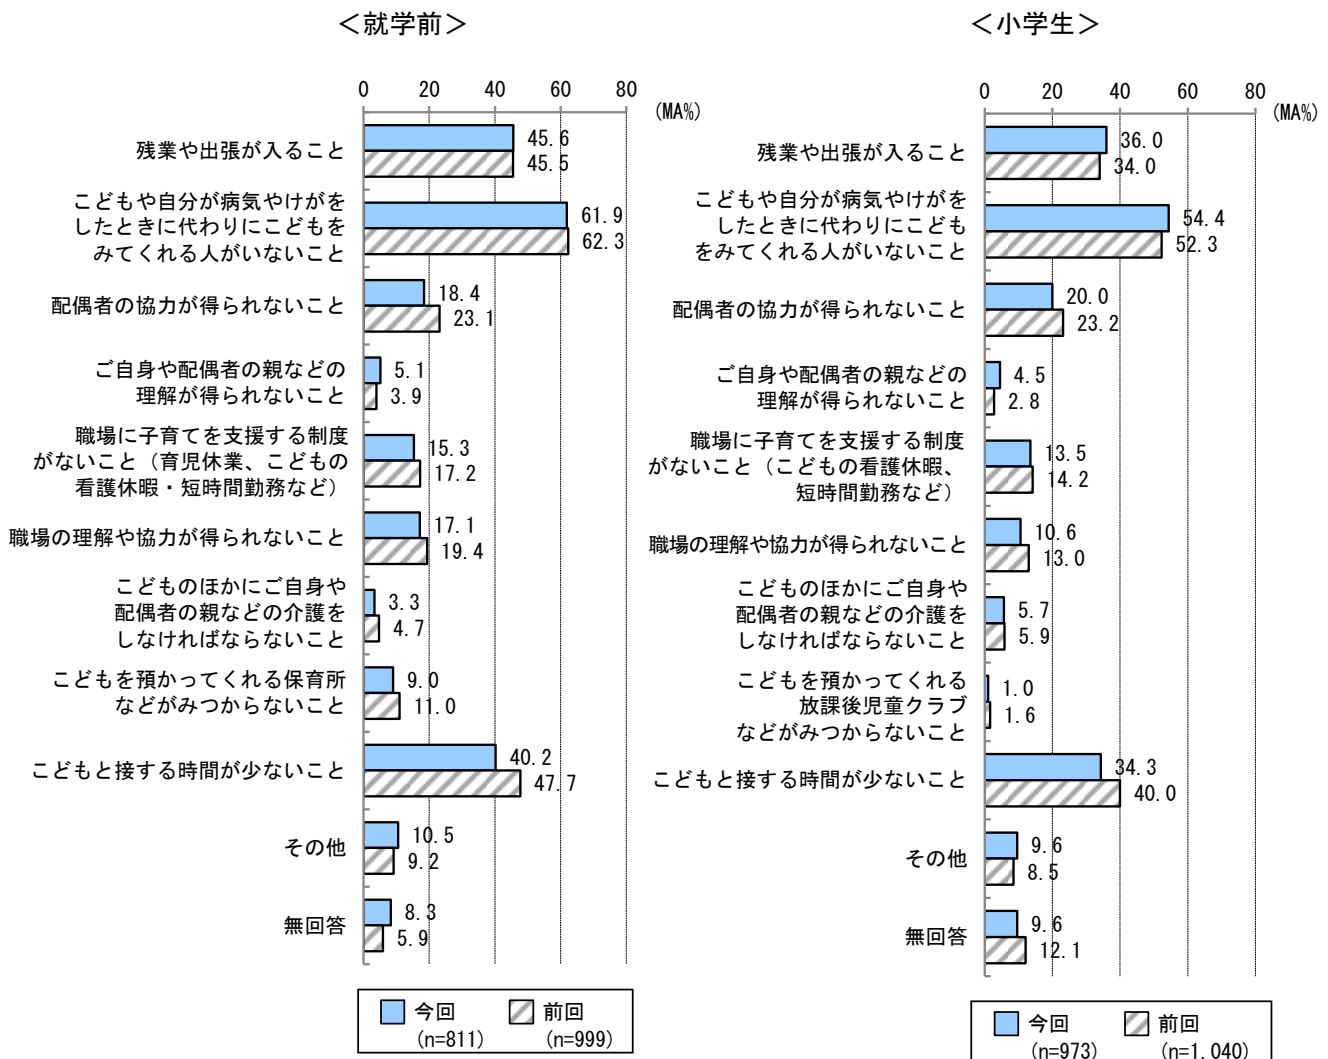 ＜就学前＞
0 20 40 60 80
(MA%)
残業や出張が入ること
45.6
45.5
こどもや自分が病気やけがを
したときに代わりにこどもを
みてくれる人がいないこと
61.9
62.3
配偶者の協力が得られないこと
18.4
23.1
ご自身や配偶者の親などの
理解が得られないこと
5.1
3.9
職場に子育てを支援する制度
がないこと（育児休業、こどもの
看護休暇・短時間勤務など）
15.3
17.2
職場の理解や協力が得られないこと
17.1
19.4
こどものほかにご自身や
配偶者の親などの介護を
しなければならないこと
3.3
4.7
こどもを預かってくれる保育所
などがみつからないこと
9.0
11.0
こどもと接する時間が少ないこと
40.2
47.7
その他
10.5
9.2
無回答
8.3
5.9
今回 前回
(n=811) (n=999)
＜小学生＞
0 20 40 60 80
(MA%)
残業や出張が入ること
36.0
34.0
こどもや自分が病気やけがを
したときに代わりにこども
をみてくれる人がいないこと
54.4
52.3
配偶者の協力が得られないこと
20.0
23.2
ご自身や配偶者の親などの
理解が得られないこと
4.5
2.8
職場に子育てを支援する制度
がないこと（こどもの看護休暇、
短時間勤務など）
13.5
14.2
職場の理解や協力が得られないこと
10.6
13.0
こどものほかにご自身や
配偶者の親などの介護を
しなければならないこと
5.7
5.9
こどもを預かってくれる
放課後児童クラブ
などがみつからないこと
1.0
1.6
こどもと接する時間が少ないこと
34.3
40.0
その他
9.6
8.5
無回答
9.6
12.1
今回 前回
(n=973) (n=1,040)